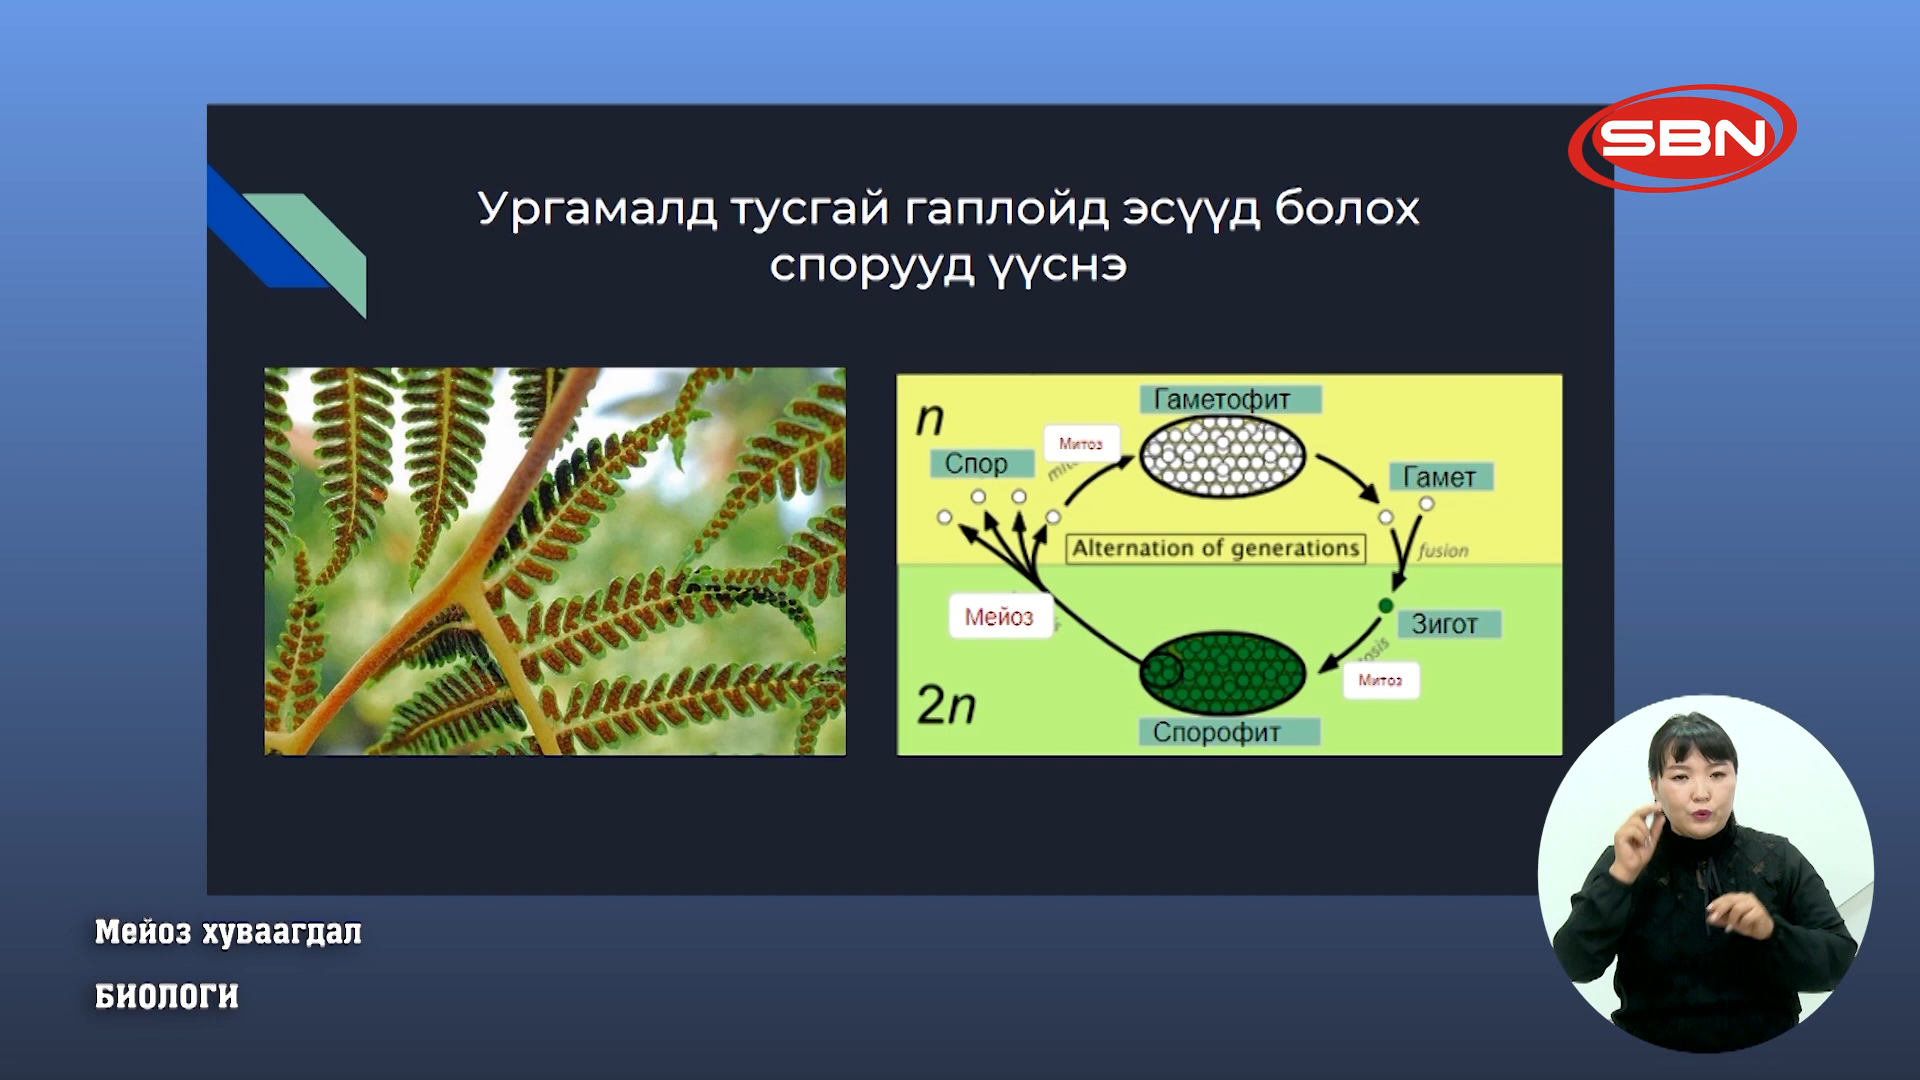 SBN
Ургамалд тусгай гаплойд эсүүд болох
спорууд үүснэ
n
Гаметофит
Митоз
Спор
Гамет
Alternation of generations
fusion
Мейоз
Зигот
Митоз
2n
Спорофит
Мейоз хуваагдал
БИОЛОГИ